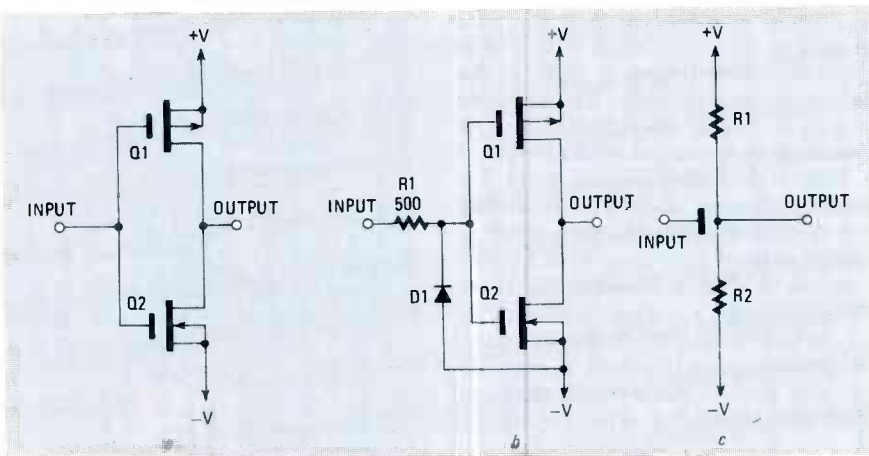 +V
Q1
INPUT
OUTPUT
Q2
-V
a
+V
Q1
R1
500
INPUT
OUTPUT
D1
Q2
-V
b
+V
R1
INPUT
OUTPUT
R2
-V
c